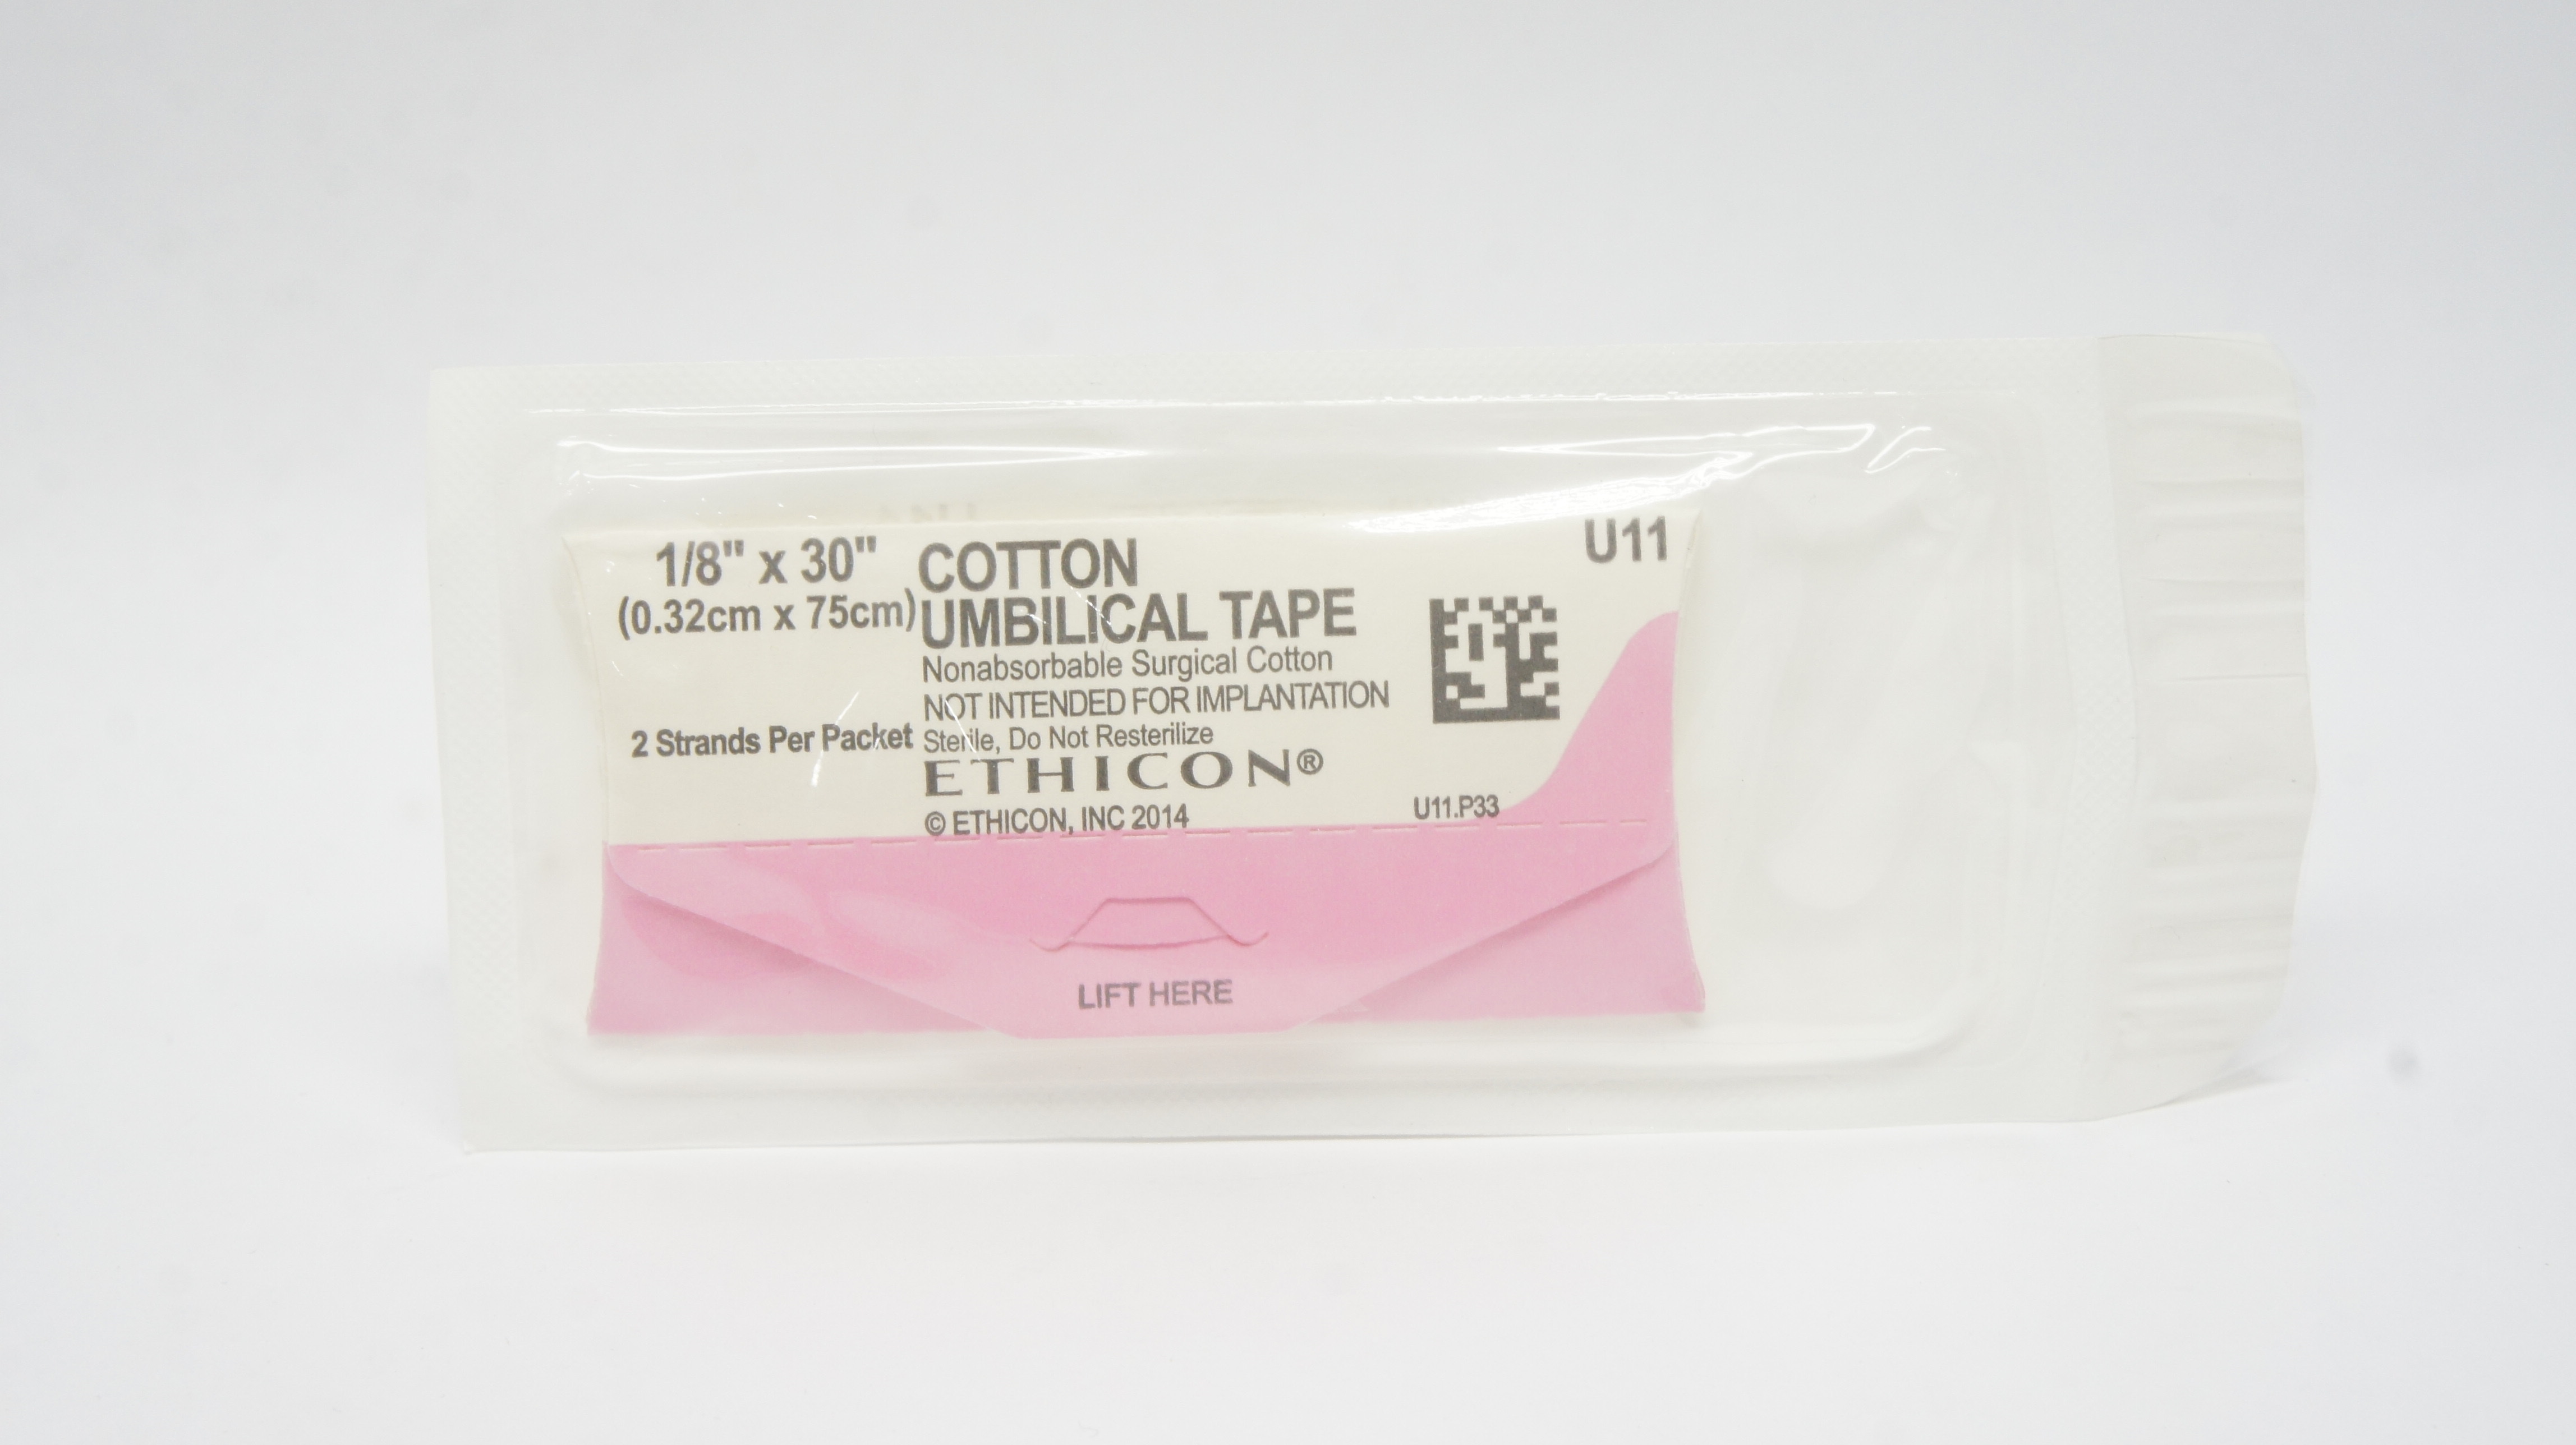 1/8" x 30"
(0.32cm x 75cm)
2 Strands Per Packet
COTTON
UMBILICAL TAPE
Nonabsorbable Surgical Cotton
NOT INTENDED FOR IMPLANTATION
Sterile, Do Not Resterilize
ETHICON®
© ETHICON, INC 2014
U11
U11.P33
LIFT HERE